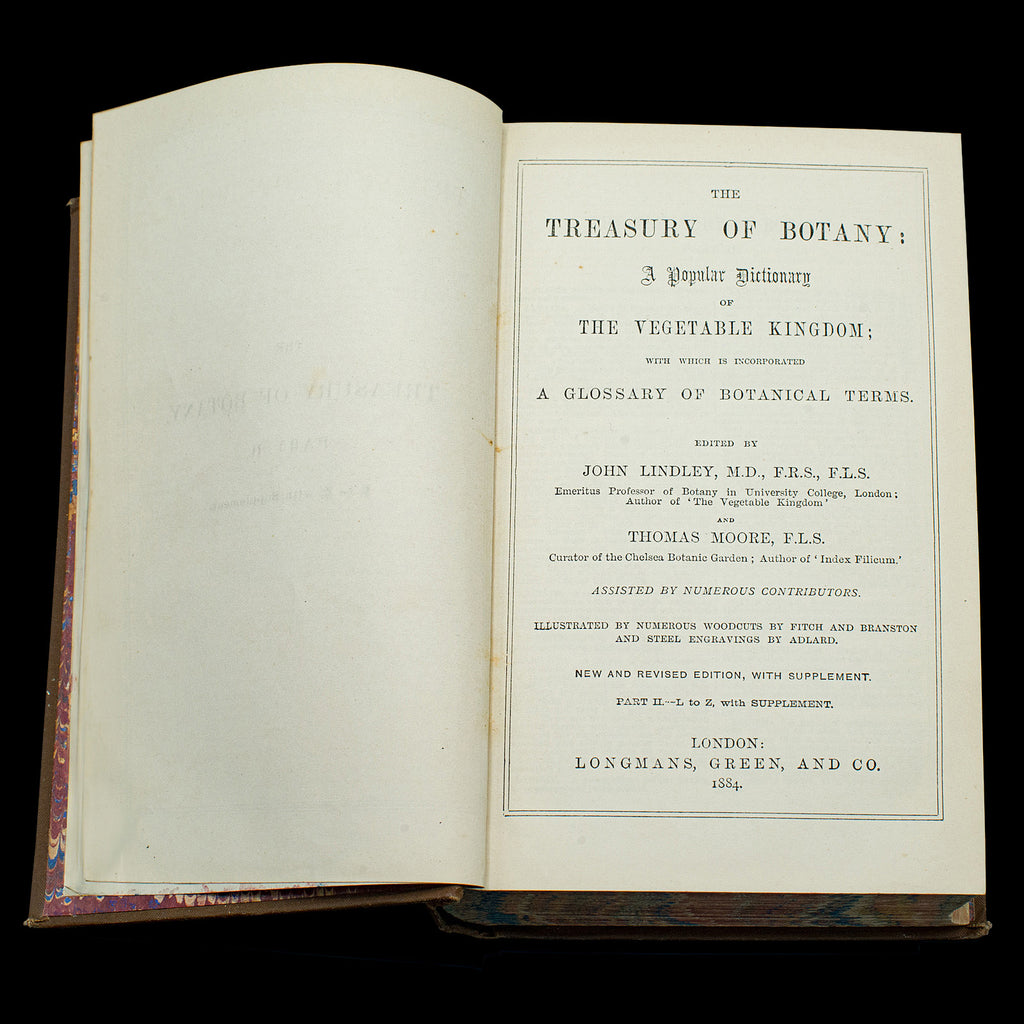 THE
TREASURY OF BOTANY:
A Popular Dictionary
OF
THE VEGETABLE KINGDOM;
WITH WHICH IS INCORPORATED
A GLOSSARY OF BOTANICAL TERMS.
EDITED BY
JOHN LINDLEY, M.D., F.R.S., F.L.S.
Emeritus Professor of Botany in University College, London;
Author of 'The Vegetable Kingdom'
AND
THOMAS MOORE, F.L.S.
Curator of the Chelsea Botanic Garden; Author of 'Index Filicum.'
ASSISTED BY NUMEROUS CONTRIBUTORS.
ILLUSTRATED BY NUMEROUS WOODCUTS BY FITCH AND BRANSTON
AND STEEL ENGRAVINGS BY ADLARD.
NEW AND REVISED EDITION, WITH SUPPLEMENT.
PART II.--L to Z, with SUPPLEMENT.
LONDON:
LONGMANS, GREEN, AND CO.
1884.